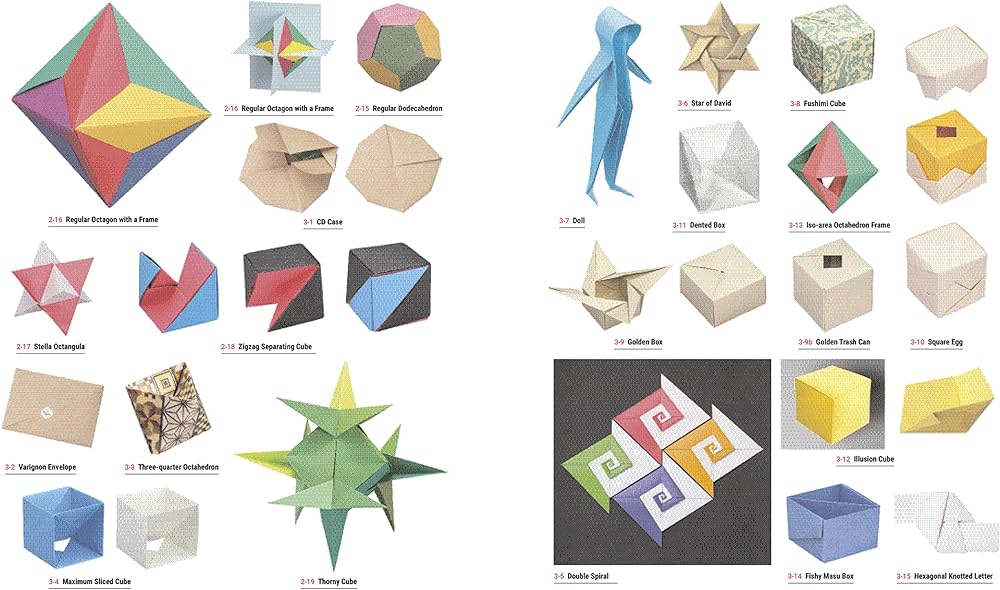 2-16 Regular Octagon with a Frame
2-15 Regular Dodecahedron
2-16 Regular Octagon with a Frame
3-1 CD Case
2-17 Stella Octangula
2-18 Zigzag Separating Cube
3-2 Varignon Envelope
3-3 Three-quarter Octahedron
3-4 Maximum Sliced Cube
2-19 Thorny Cube
3-6 Star of David
3-8 Fushimi Cube
3-7 Doll
3-11 Dented Box
3-13 Iso-area Octahedron Frame
3-9 Golden Box
3-9b Golden Trash Can
3-10 Square Egg
3-12 Illusion Cube
3-5 Double Spiral
3-14 Fishy Masu Box
3-15 Hexagonal Knotted Letter